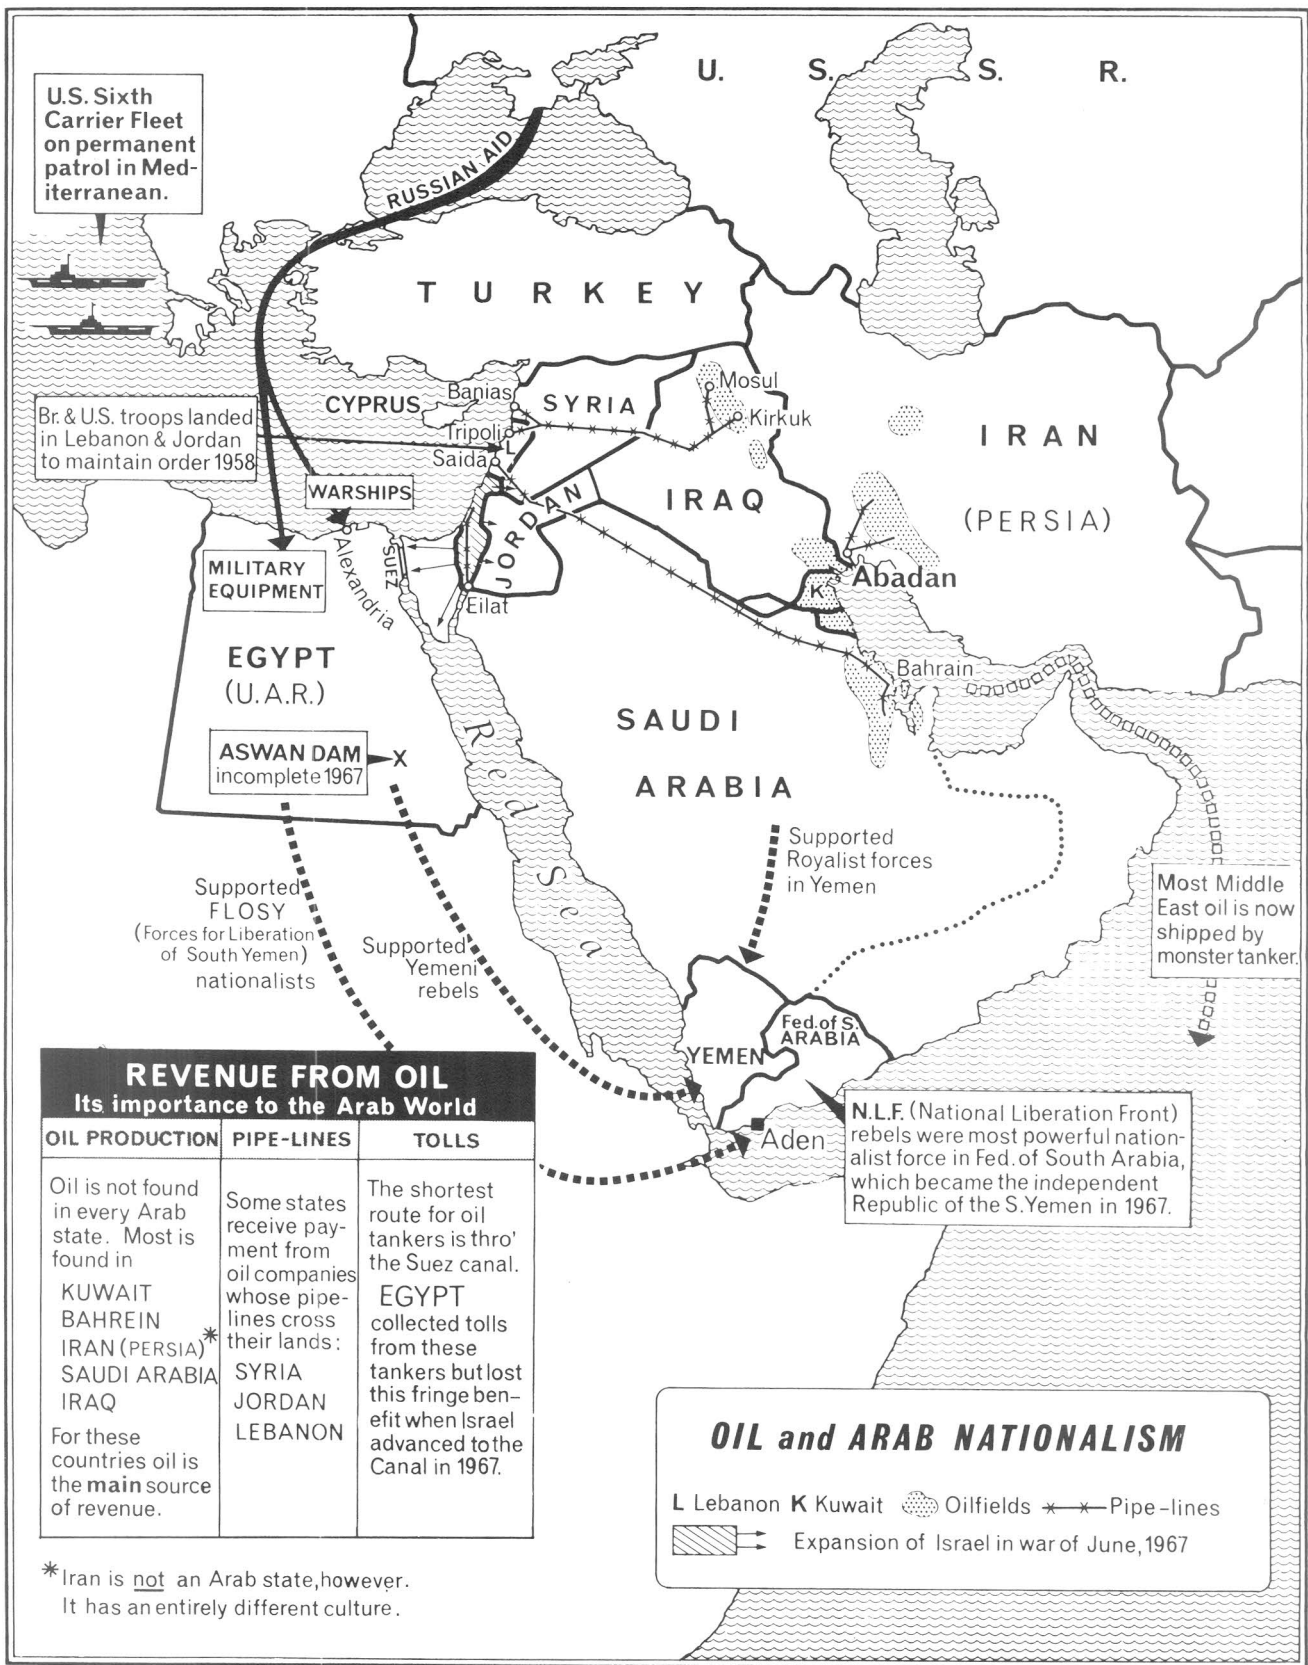 U. S. S. R.
U.S. Sixth
Carrier Fleet
on permanent
patrol in Med-
iterranean.
RUSSIAN AID
TURKEY
Br. & U.S. troops landed
in Lebanon & Jordan
to maintain order 1958
CYPRUS
Banias
SYRIA
Tripoli
L
Saida
Mosul
Kirkuk
IRAN
(PERSIA)
IRAQ
JORDAN
WARSHIPS
Alexandria
SUEZ
MILITARY
EQUIPMENT
Eilat
K
Abadan
Bahrain
EGYPT
(U.A.R.)
ASWAN DAM
incomplete 1967
X
Red Sea
SAUDI
ARABIA
Supported
Royalist forces
in Yemen
Most Middle
East oil is now
shipped by
monster tanker.
Supported
FLOSY
(Forces for Liberation
of South Yemen)
nationalists
Supported
Yemeni
rebels
YEMEN
Fed. of S.
ARABIA
Aden
N.L.F. (National Liberation Front)
rebels were most powerful nation-
alist force in Fed. of South Arabia,
which became the independent
Republic of the S. Yemen in 1967.
REVENUE FROM OIL
Its importance to the Arab World
OIL PRODUCTION
Oil is not found
in every Arab
state. Most is
found in
KUWAIT
BAHREIN
IRAN (PERSIA)*
SAUDI ARABIA
IRAQ
For these
countries oil is
the main source
of revenue.
PIPE-LINES
Some states
receive pay-
ment from
oil companies
whose pipe-
lines cross
their lands:
SYRIA
JORDAN
LEBANON
TOLLS
The shortest
route for oil
tankers is thro'
the Suez canal.
EGYPT
collected tolls
from these
tankers but lost
this fringe ben-
efit when Israel
advanced to the
Canal in 1967.
*Iran is not an Arab state, however.
It has an entirely different culture.
OIL and ARAB NATIONALISM
L Lebanon K Kuwait Oilfields Pipe-lines
Expansion of Israel in war of June, 1967